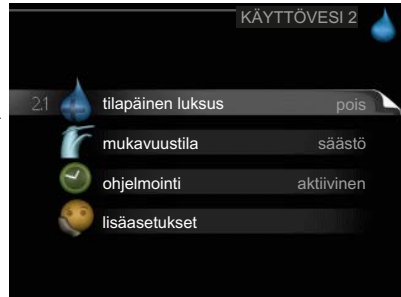 KÄYTTÖVESI 2
2.1 tilapäinen luksus pois
mukavuustila säästö
ohjelmointi aktiivinen
lisäasetukset